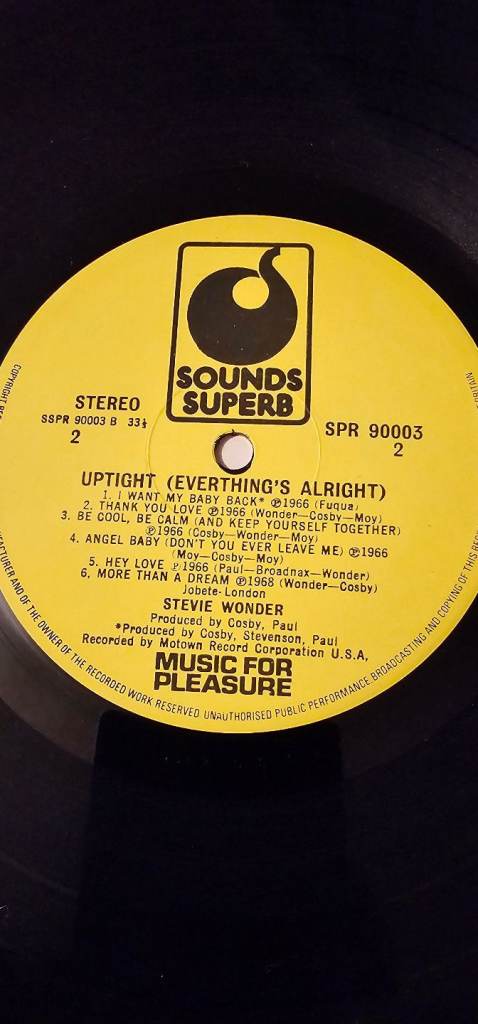 SOUNDS
SUPERB
STEREO
SSPR 90003 B 33⅓
2
SPR 90003
2
UPTIGHT (EVERTHING'S ALRIGHT)
1. I WANT MY BABY BACK* ℗1966 (Fuqua)
2. THANK YOU LOVE ℗1966 (Wonder—Cosby—Moy)
3. BE COOL, BE CALM (AND KEEP YOURSELF TOGETHER)
℗1966 (Cosby—Wonder—Moy)
4. ANGEL BABY (DON'T YOU EVER LEAVE ME) ℗1966
(Moy—Cosby—Moy)
5. HEY LOVE ℗1966 (Paul—Broadnax—Wonder)
6. MORE THAN A DREAM ℗1968 (Wonder—Cosby)
Jobete-London
STEVIE WONDER
Produced by Cosby, Paul
*Produced by Cosby, Stevenson, Paul
Recorded by Motown Record Corporation U.S.A,
MUSIC FOR
PLEASURE
AND OF THE OWNER OF THE RECORDED WORK RESERVED UNAUTHORISED PUBLIC PERFORMANCE BROADCASTING AND COPYING OF THIS
COPYRIGHT